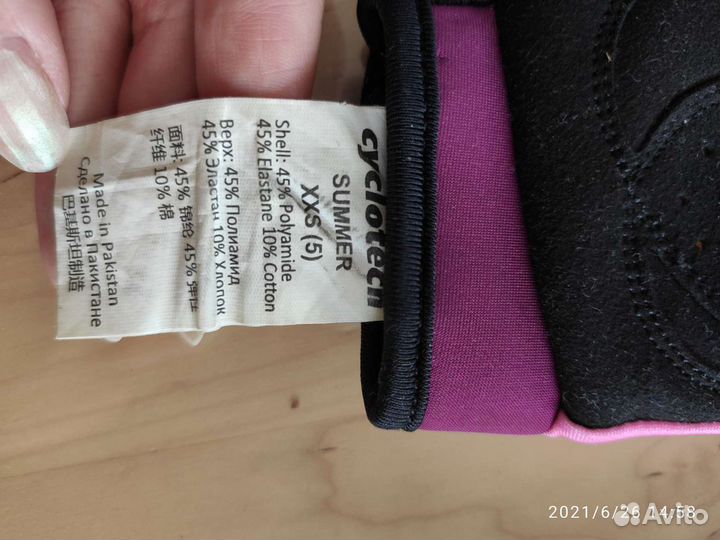 cyclotech
SUMMER
XXS (5)
Shell: 45% Polyamide
45% Elastane 10% Cotton
Верх: 45% Полиамид
45% Эластан 10% Хлопок
面料: 45% 锦纶 45% 弹性
纤维 10% 棉
Made in Pakistan
Сделано в Пакистане
巴基斯坦制造
2021/6/26 14:58
Avito